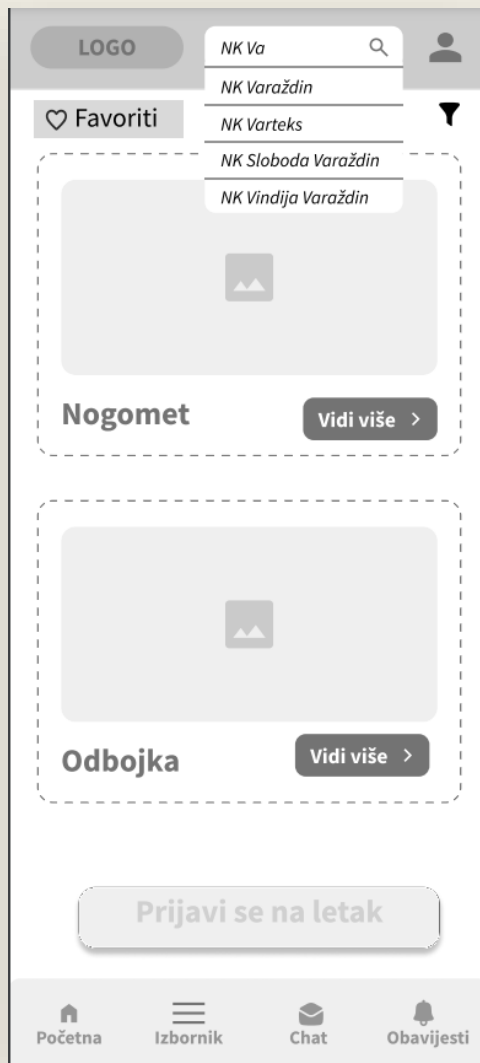 LOGO
NK Va
NK Varaždin
NK Varteks
NK Sloboda Varaždin
NK Vindija Varaždin
Favoriti
Nogomet
Vidi više
Odbojka
Vidi više
Prijavi se na letak
Početna
Izbornik
Chat
Obavijesti